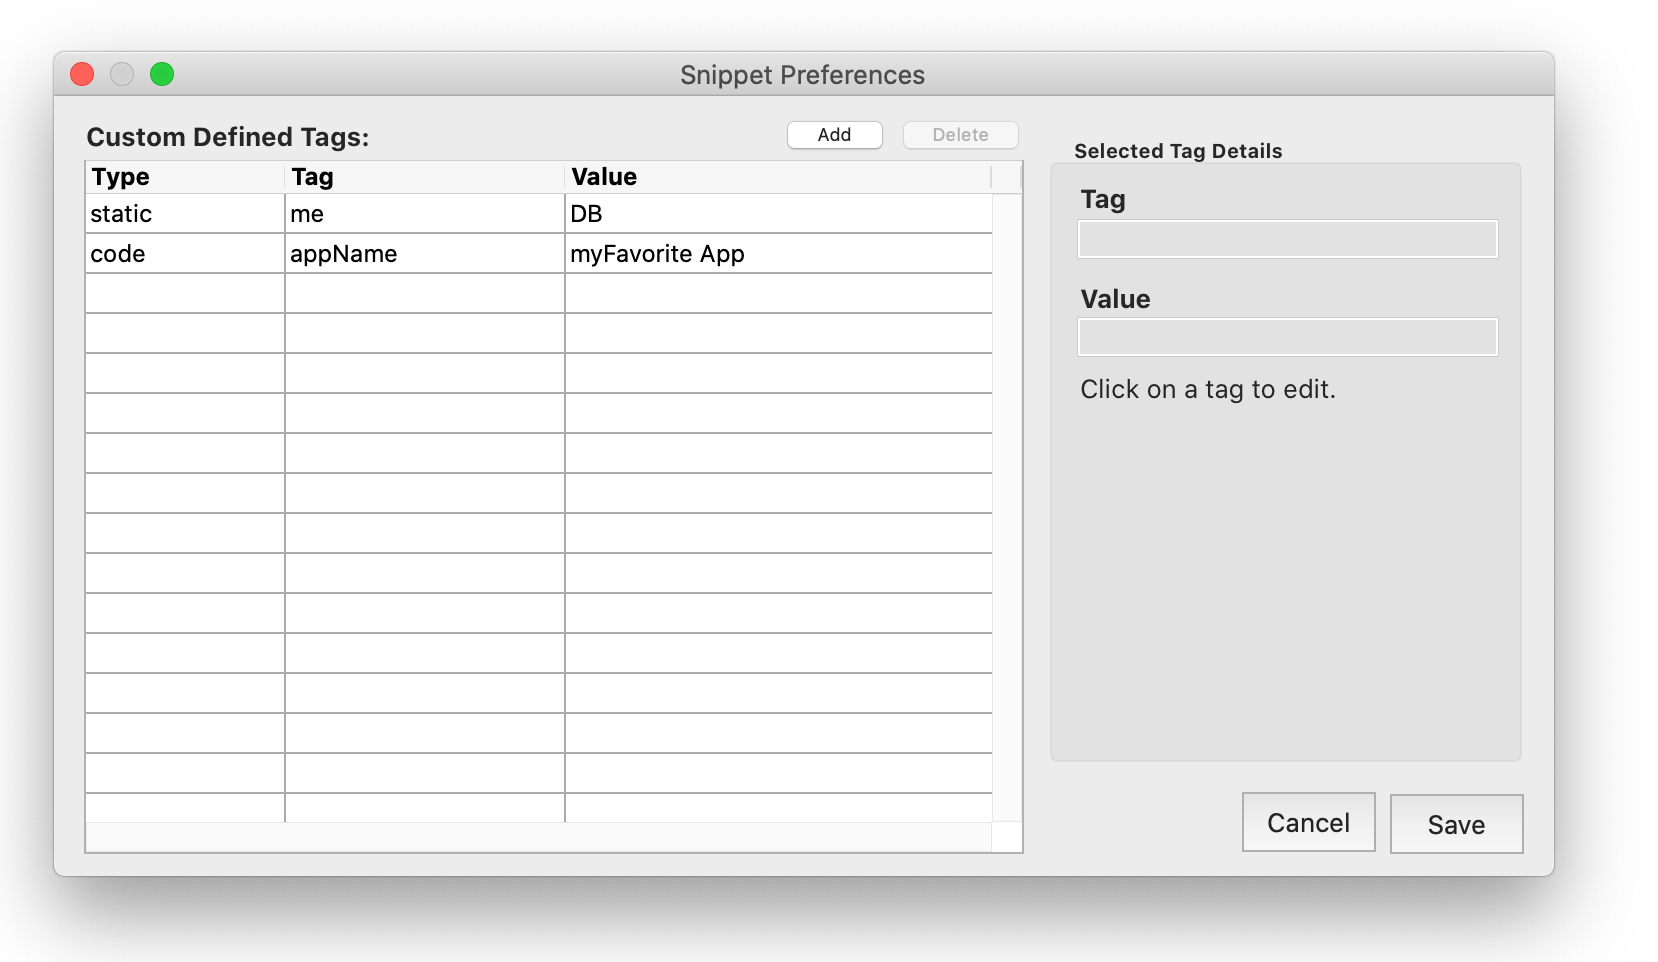 Snippet Preferences
Custom Defined Tags:
Add
Delete
Type Tag Value
static me DB
code appName myFavorite App
Selected Tag Details
Tag
Value
Click on a tag to edit.
Cancel
Save